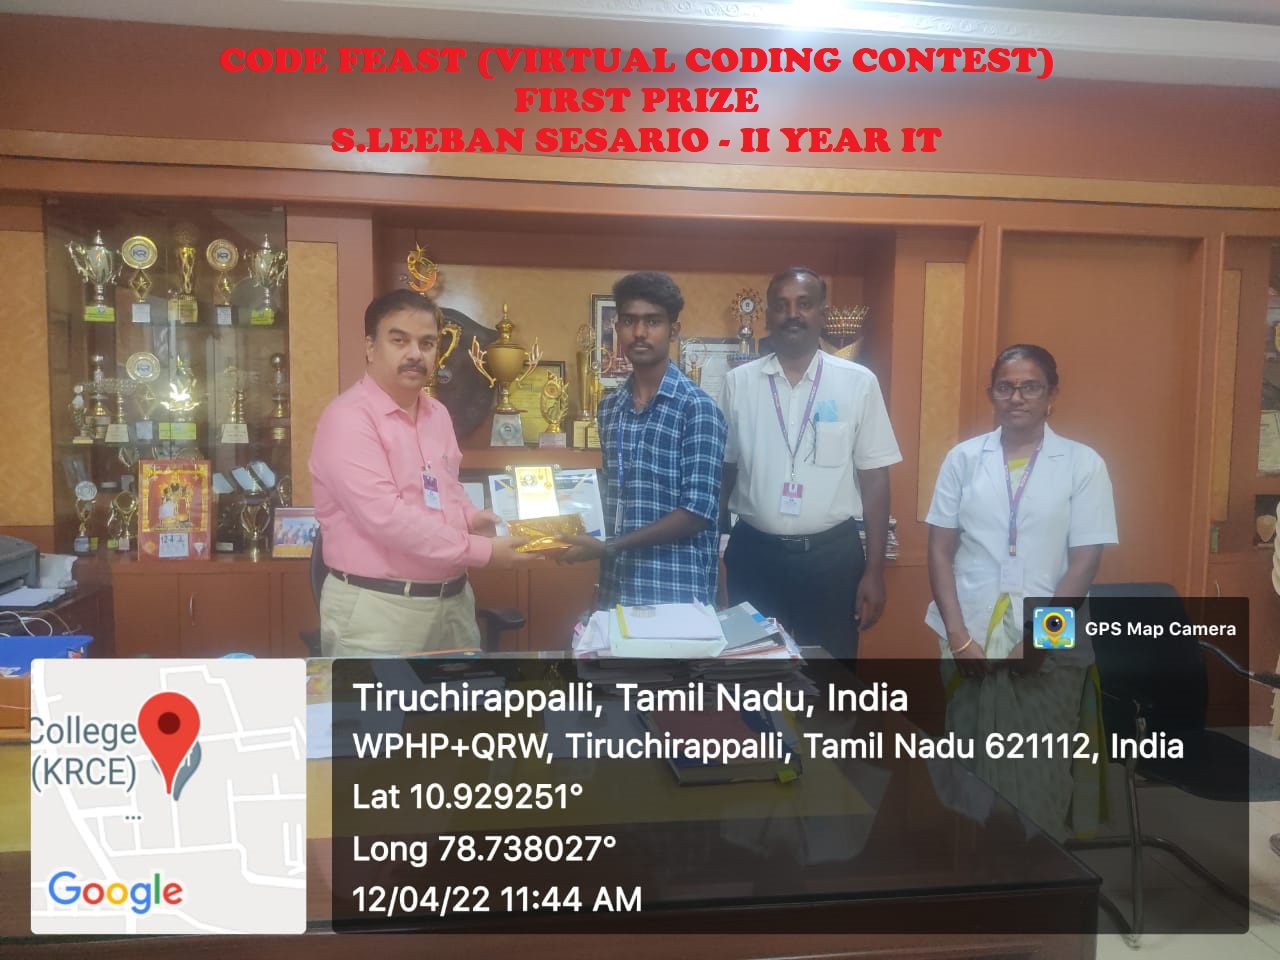 CODE FEAST (VIRTUAL CODING CONTEST)
FIRST PRIZE
S.LEEBAN SESARIO - II YEAR IT
GPS Map Camera
College
(KRCE)
...
Google
Tiruchirappalli, Tamil Nadu, India
WPHP+QRW, Tiruchirappalli, Tamil Nadu 621112, India
Lat 10.929251°
Long 78.738027°
12/04/22 11:44 AM